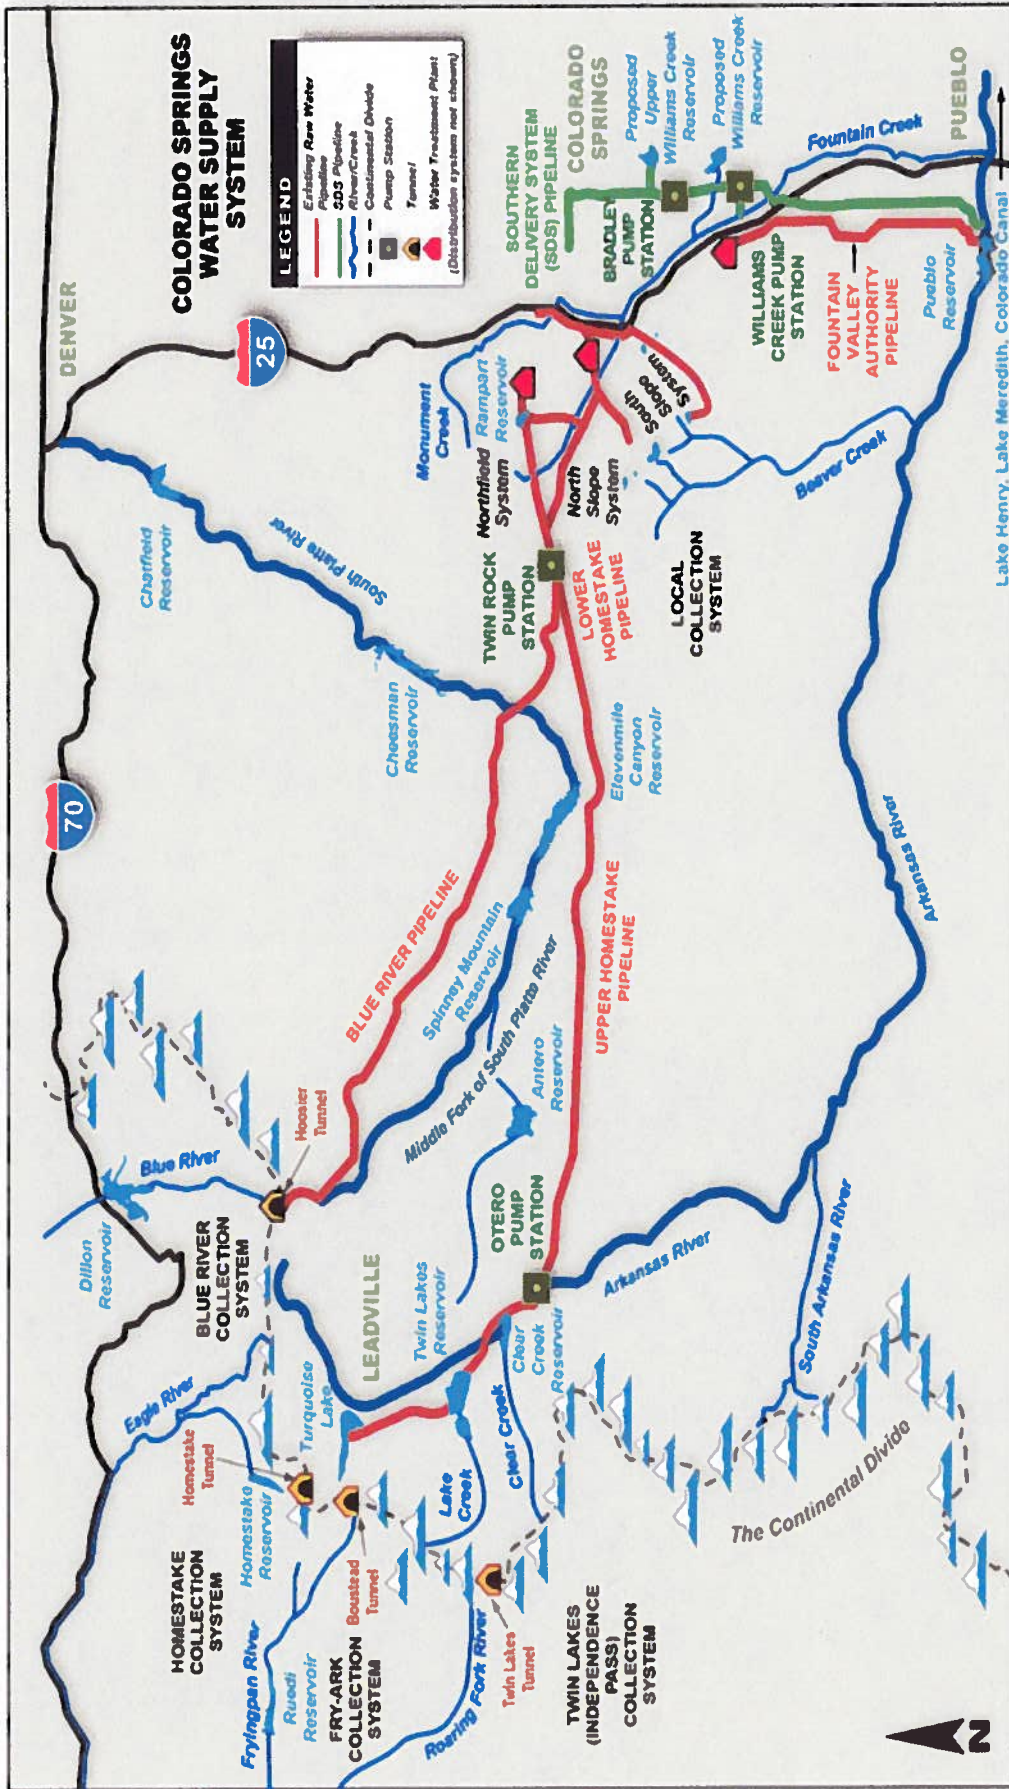 COLORADO SPRINGS
WATER SUPPLY
SYSTEM
LEGEND
Existing Raw Water
Pipeline
SDS Pipeline
River/Creek
Continental Divide
Pump Station
Tunnel
Water Treatment Plant
(Distribution system not shown)
DENVER
25
70
Chatfield
Reservoir
South Platte River
Cheesman
Reservoir
Monument
Creek
Rampart
Reservoir
Northfield
System
North
Slope
System
South
Slope
System
TWIN ROCK
PUMP
STATION
LOWER
HOMESTAKE
PIPELINE
LOCAL
COLLECTION
SYSTEM
Beaver Creek
SOUTHERN
DELIVERY SYSTEM
(SDS) PIPELINE
COLORADO
SPRINGS
Proposed
Upper
Williams Creek
Reservoir
Proposed
Williams Creek
Reservoir
BRADLEY
PUMP
STATION
WILLIAMS
CREEK PUMP
STATION
FOUNTAIN
VALLEY
AUTHORITY
PIPELINE
Fountain Creek
PUEBLO
Pueblo
Reservoir
Lake Henry, Lake Meredith, Colorado Canal
Arkansas River
Elevenmile
Canyon
Reservoir
BLUE RIVER PIPELINE
Spinney Mountain
Reservoir
Middle Fork of South Platte River
UPPER HOMESTAKE
PIPELINE
Antero
Reservoir
Hoosier
Tunnel
Blue River
Dillon
Reservoir
BLUE RIVER
COLLECTION
SYSTEM
LEADVILLE
OTERO
PUMP
STATION
Twin Lakes
Reservoir
Clear
Creek
Reservoir
Arkansas River
South Arkansas River
Eagle River
Turquoise
Lake
Homestake
Tunnel
Homestake
Reservoir
HOMESTAKE
COLLECTION
SYSTEM
Lake
Creek
Clear Creek
Boustead
Tunnel
Fryingpan River
Ruedi
Reservoir
FRY-ARK
COLLECTION
SYSTEM
Roaring Fork River
Twin Lakes
Tunnel
TWIN LAKES
(INDEPENDENCE
PASS)
COLLECTION
SYSTEM
The Continental Divide
N